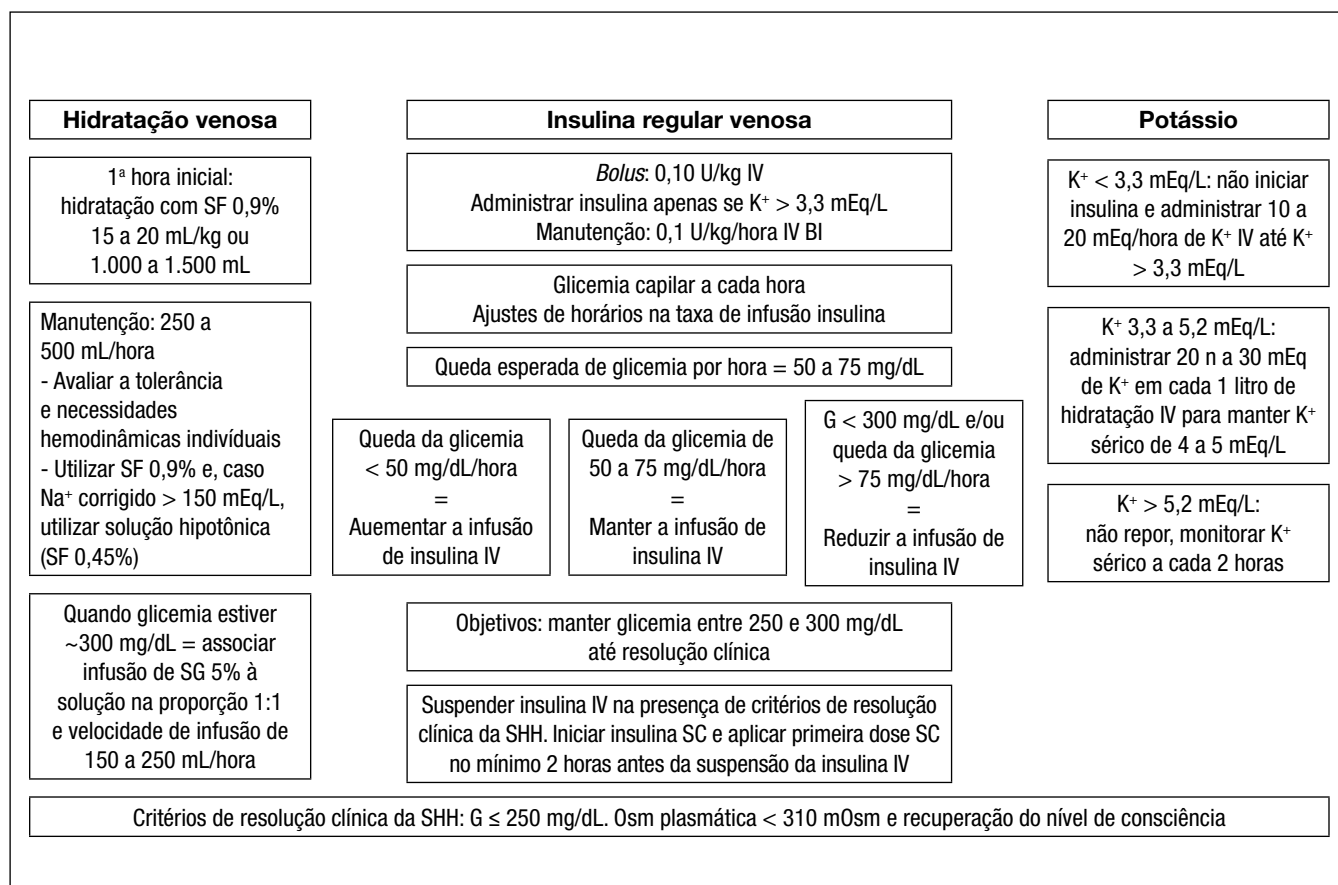 Hidratação venosa
1ª hora inicial:
hidratação com SF 0,9%
15 a 20 mL/kg ou
1.000 a 1.500 mL
Manutenção: 250 a
500 mL/hora
- Avaliar a tolerância
e necessidades
hemodinâmicas indivíduais
- Utilizar SF 0,9% e, caso
Na⁺ corrigido > 150 mEq/L,
utilizar solução hipotônica
(SF 0,45%)
Quando glicemia estiver
~300 mg/dL = associar
infusão de SG 5% à
solução na proporção 1:1
e velocidade de infusão de
150 a 250 mL/hora
Insulina regular venosa
Bolus: 0,10 U/kg IV
Administrar insulina apenas se K⁺ > 3,3 mEq/L
Manutenção: 0,1 U/kg/hora IV BI
Glicemia capilar a cada hora
Ajustes de horários na taxa de infusão insulina
Queda esperada de glicemia por hora = 50 a 75 mg/dL
Queda da glicemia
< 50 mg/dL/hora
=
Auementar a infusão
de insulina IV
Queda da glicemia de
50 a 75 mg/dL/hora
=
Manter a infusão de
insulina IV
G < 300 mg/dL e/ou
queda da glicemia
> 75 mg/dL/hora
=
Reduzir a infusão de
insulina IV
Objetivos: manter glicemia entre 250 e 300 mg/dL
até resolução clínica
Suspender insulina IV na presença de critérios de resolução
clínica da SHH. Iniciar insulina SC e aplicar primeira dose SC
no mínimo 2 horas antes da suspensão da insulina IV
Potássio
K⁺ < 3,3 mEq/L: não iniciar
insulina e administrar 10 a
20 mEq/hora de K⁺ IV até K⁺
> 3,3 mEq/L
K⁺ 3,3 a 5,2 mEq/L:
administrar 20 n a 30 mEq
de K⁺ em cada 1 litro de
hidratação IV para manter K⁺
sérico de 4 a 5 mEq/L
K⁺ > 5,2 mEq/L:
não repor, monitorar K⁺
sérico a cada 2 horas
Critérios de resolução clínica da SHH: G ≤ 250 mg/dL. Osm plasmática < 310 mOsm e recuperação do nível de consciência